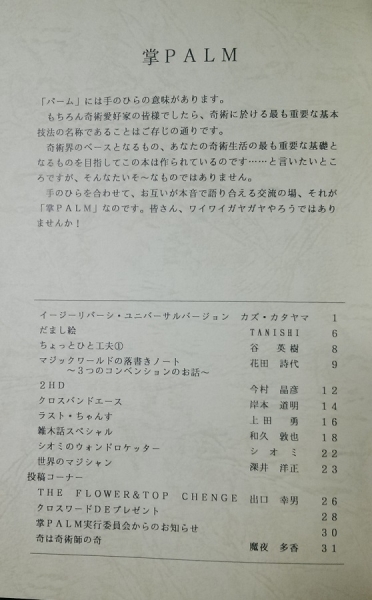 掌PALM
「パーム」には手のひらの意味があります。
もちろん奇術愛好家の皆様でしたら、奇術に於ける最も重要な基本
技法の名称であることはご存じの通りです。
奇術界のベースとなるもの、あなたの奇術生活の最も重要な基礎と
なるものを目指してこの本は作られているのです……と言いたいとこ
ろですが、そんなたいそ〜なものではありません。
手のひらを合わせて、お互いが本音で語り合える交流の場、それが
「掌PALM」なのです。皆さん、ワイワイガヤガヤやろうではあり
ませんか!
イージーリバーシ・ユニバーサルバージョン カズ・カタヤマ 1
だまし絵 TANISHI 6
ちょっとひと工夫① 谷 英樹 8
マジックワールドの落書きノート 花田 詩代 9
〜3つのコンベンションのお話〜
2HD 今村 晶彦 12
クロスバンドエース 岸本 道明 14
ラスト・ちゃんす 上田 勇 16
雑木話スペシャル 和久 敦也 18
シオミのウォンドロケッター シオミ 22
世界のマジシャン 深井 洋正 23
投稿コーナー
THE FLOWER&TOP CHENGE 出口 幸男 26
クロスワードDEプレゼント 28
掌PALM実行委員会からのお知らせ 30
奇は奇術師の奇 魔夜 多香 31